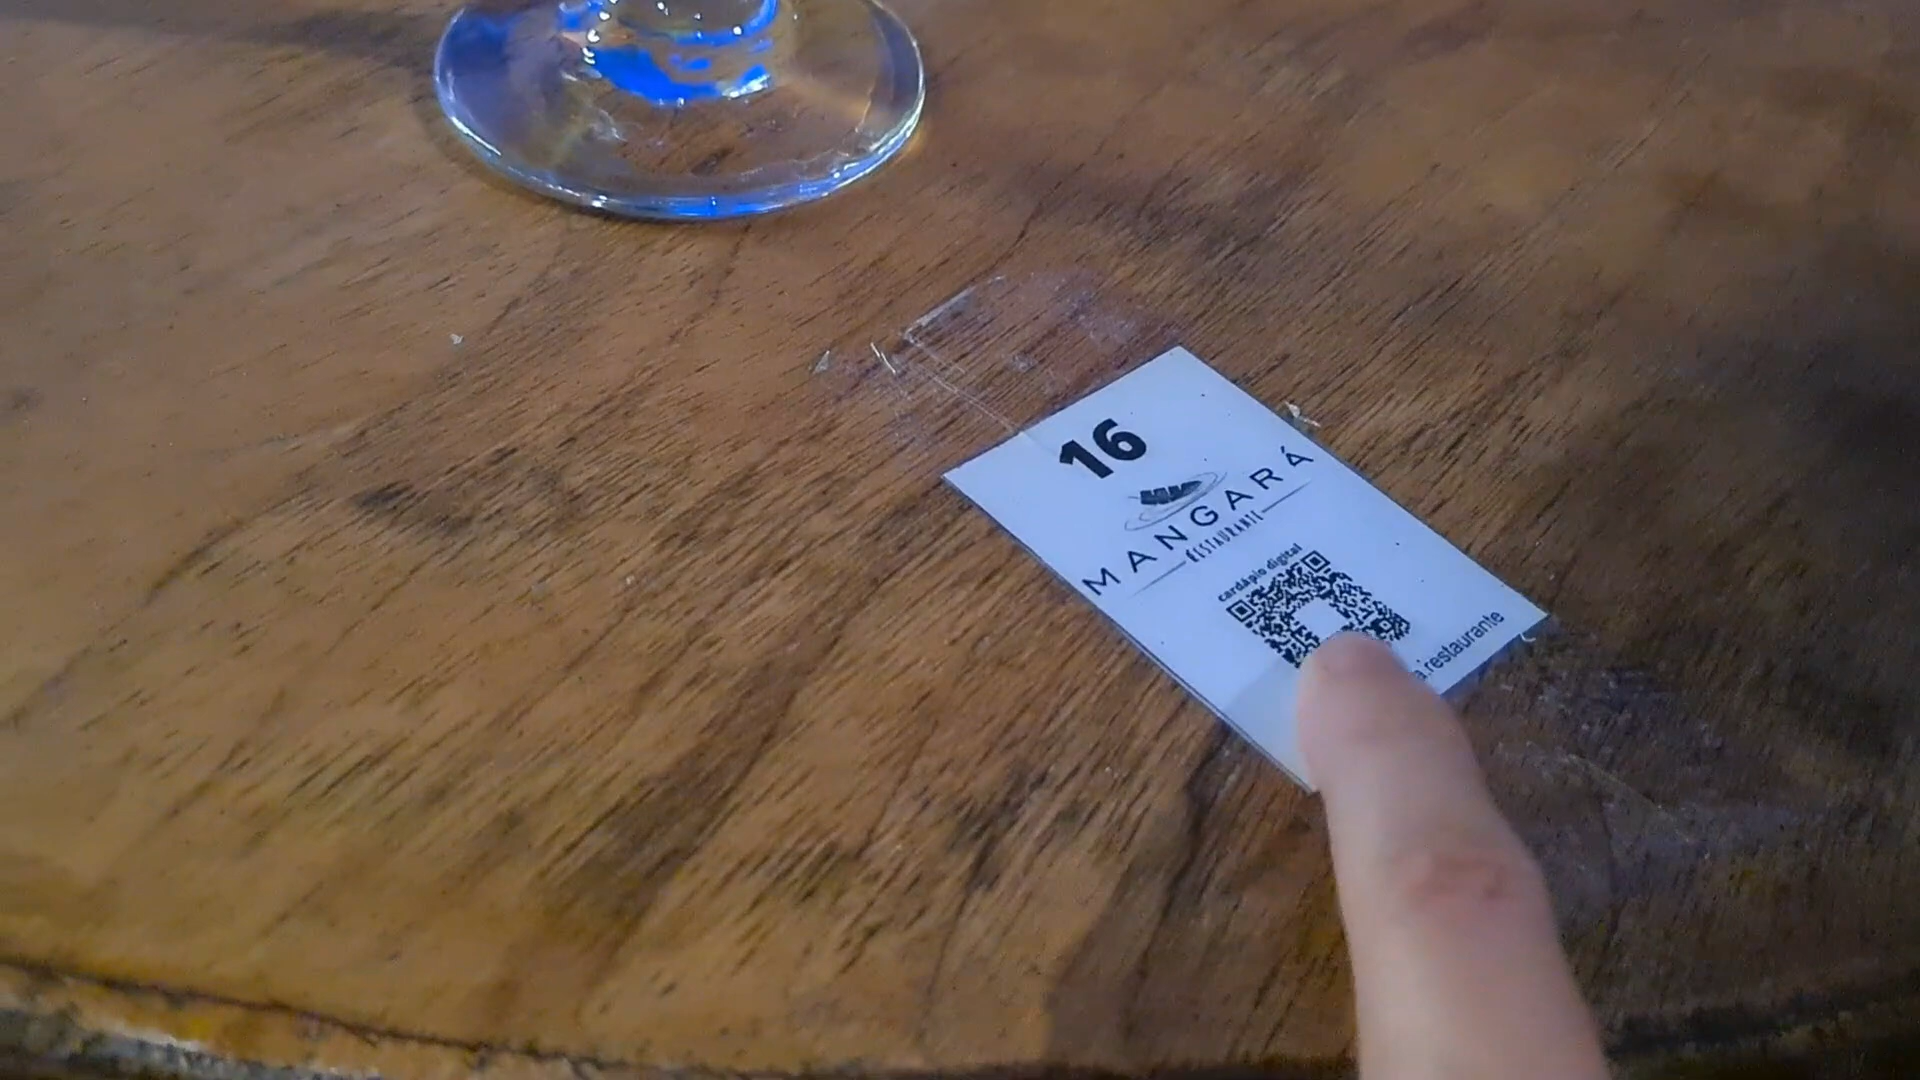 16
MANGARÁ
RESTAURANTE
cardápio digital
a.restaurante